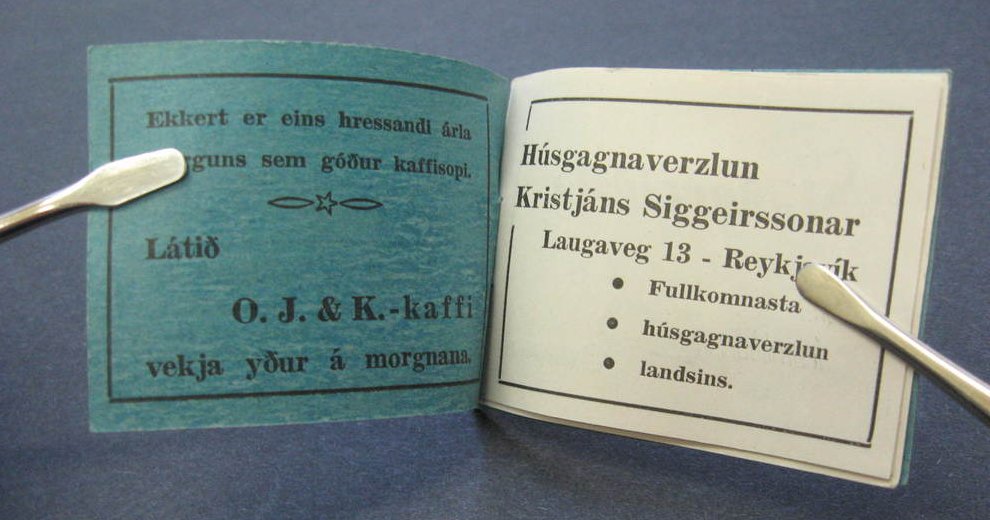 Ekkert er eins hressandi árla
rguns sem góður kaffisopi.
Látið
O. J. & K.-kaffi
vekja yður á morgnana.
Húsgagnaverzlun
Kristjáns Siggeirssonar
Laugaveg 13 - Reykjavík
• Fullkomnasta
• húsgagnaverzlun
• landsins.